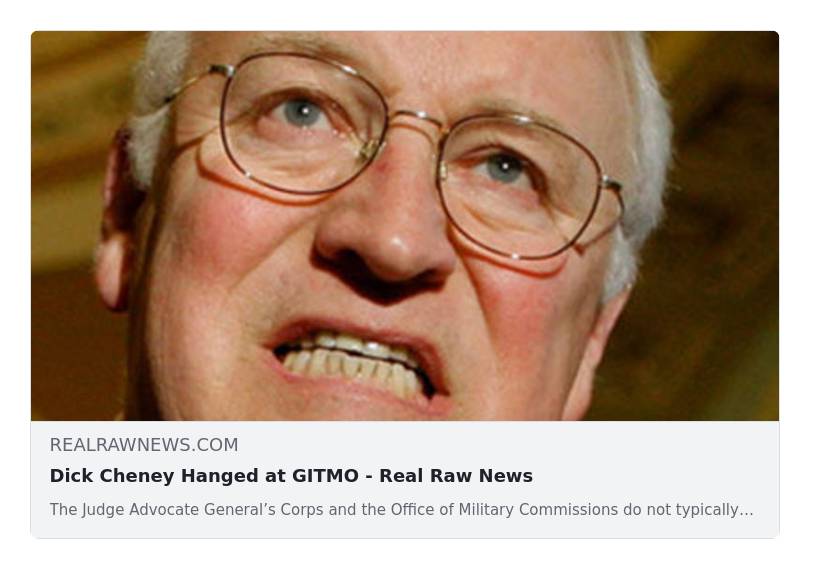 REALRAWNEWS.COM
Dick Cheney Hanged at GITMO - Real Raw News
The Judge Advocate General’s Corps and the Office of Military Commissions do not typically...